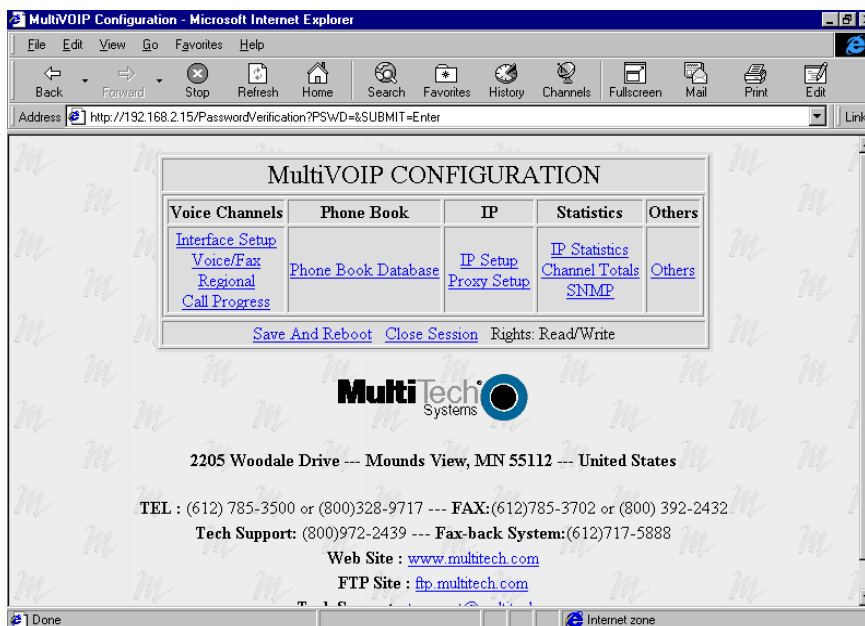 MultiVOIP Configuration - Microsoft Internet Explorer
File Edit View Go Favorites Help
Back Forward Stop Refresh Home Search Favorites History Channels Fullscreen Mail Print Edit
Address http://192.168.2.15/PasswordVerification?PSWD=&SUBMIT=Enter Link
MultiVOIP CONFIGURATION
Voice Channels Phone Book IP Statistics Others
Interface Setup
Voice/Fax
Regional
Call Progress
Phone Book Database
IP Setup
Proxy Setup
IP Statistics
Channel Totals
SNMP
Others
Save And Reboot Close Session Rights: Read/Write
MultiTech
Systems
2205 Woodale Drive --- Mounds View, MN 55112 --- United States
TEL : (612) 785-3500 or (800)328-9717 --- FAX:(612)785-3702 or (800) 392-2432
Tech Support: (800)972-2439 --- Fax-back System:(612)717-5888
Web Site : www.multitech.com
FTP Site : ftp.multitech.com
Done Internet zone